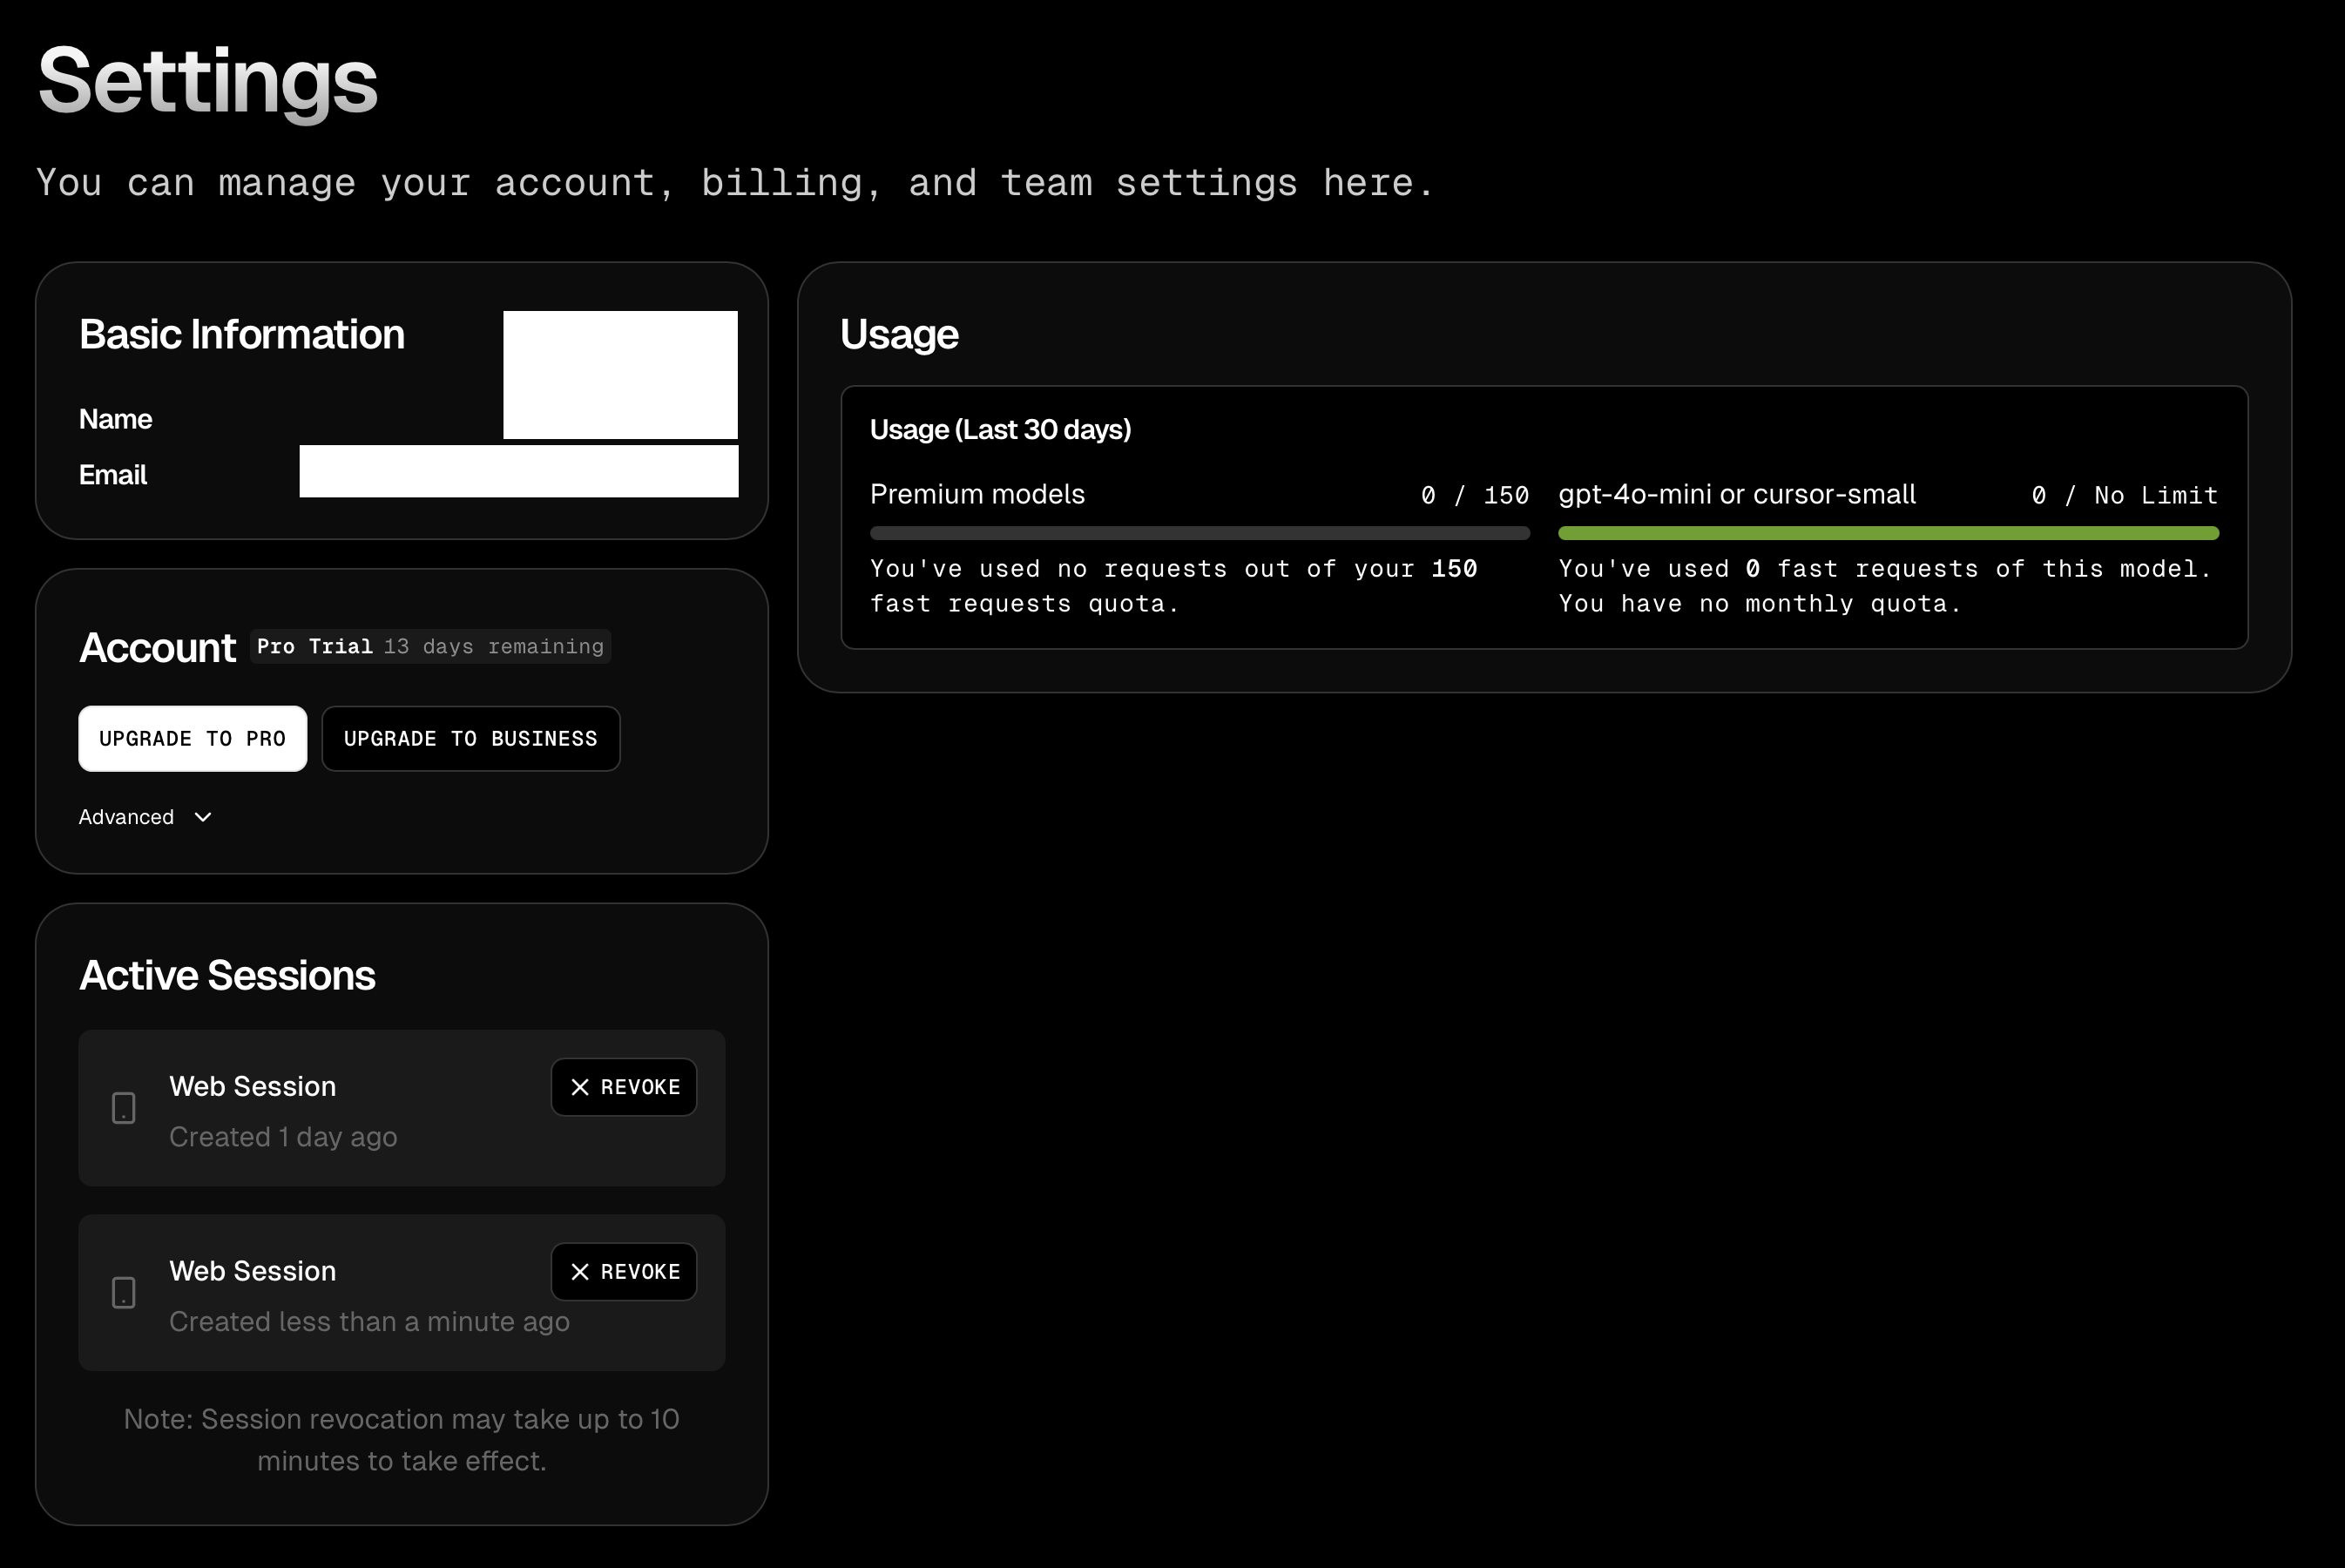 Settings
You can manage your account, billing, and team settings here.
Basic Information
Name
Email
Account Pro Trial 13 days remaining
UPGRADE TO PRO UPGRADE TO BUSINESS
Advanced
Active Sessions
Web Session REVOKE
Created 1 day ago
Web Session REVOKE
Created less than a minute ago
Note: Session revocation may take up to 10
minutes to take effect.
Usage
Usage (Last 30 days)
Premium models 0 / 150
You've used no requests out of your 150
fast requests quota.
gpt-4o-mini or cursor-small 0 / No Limit
You've used 0 fast requests of this model.
You have no monthly quota.